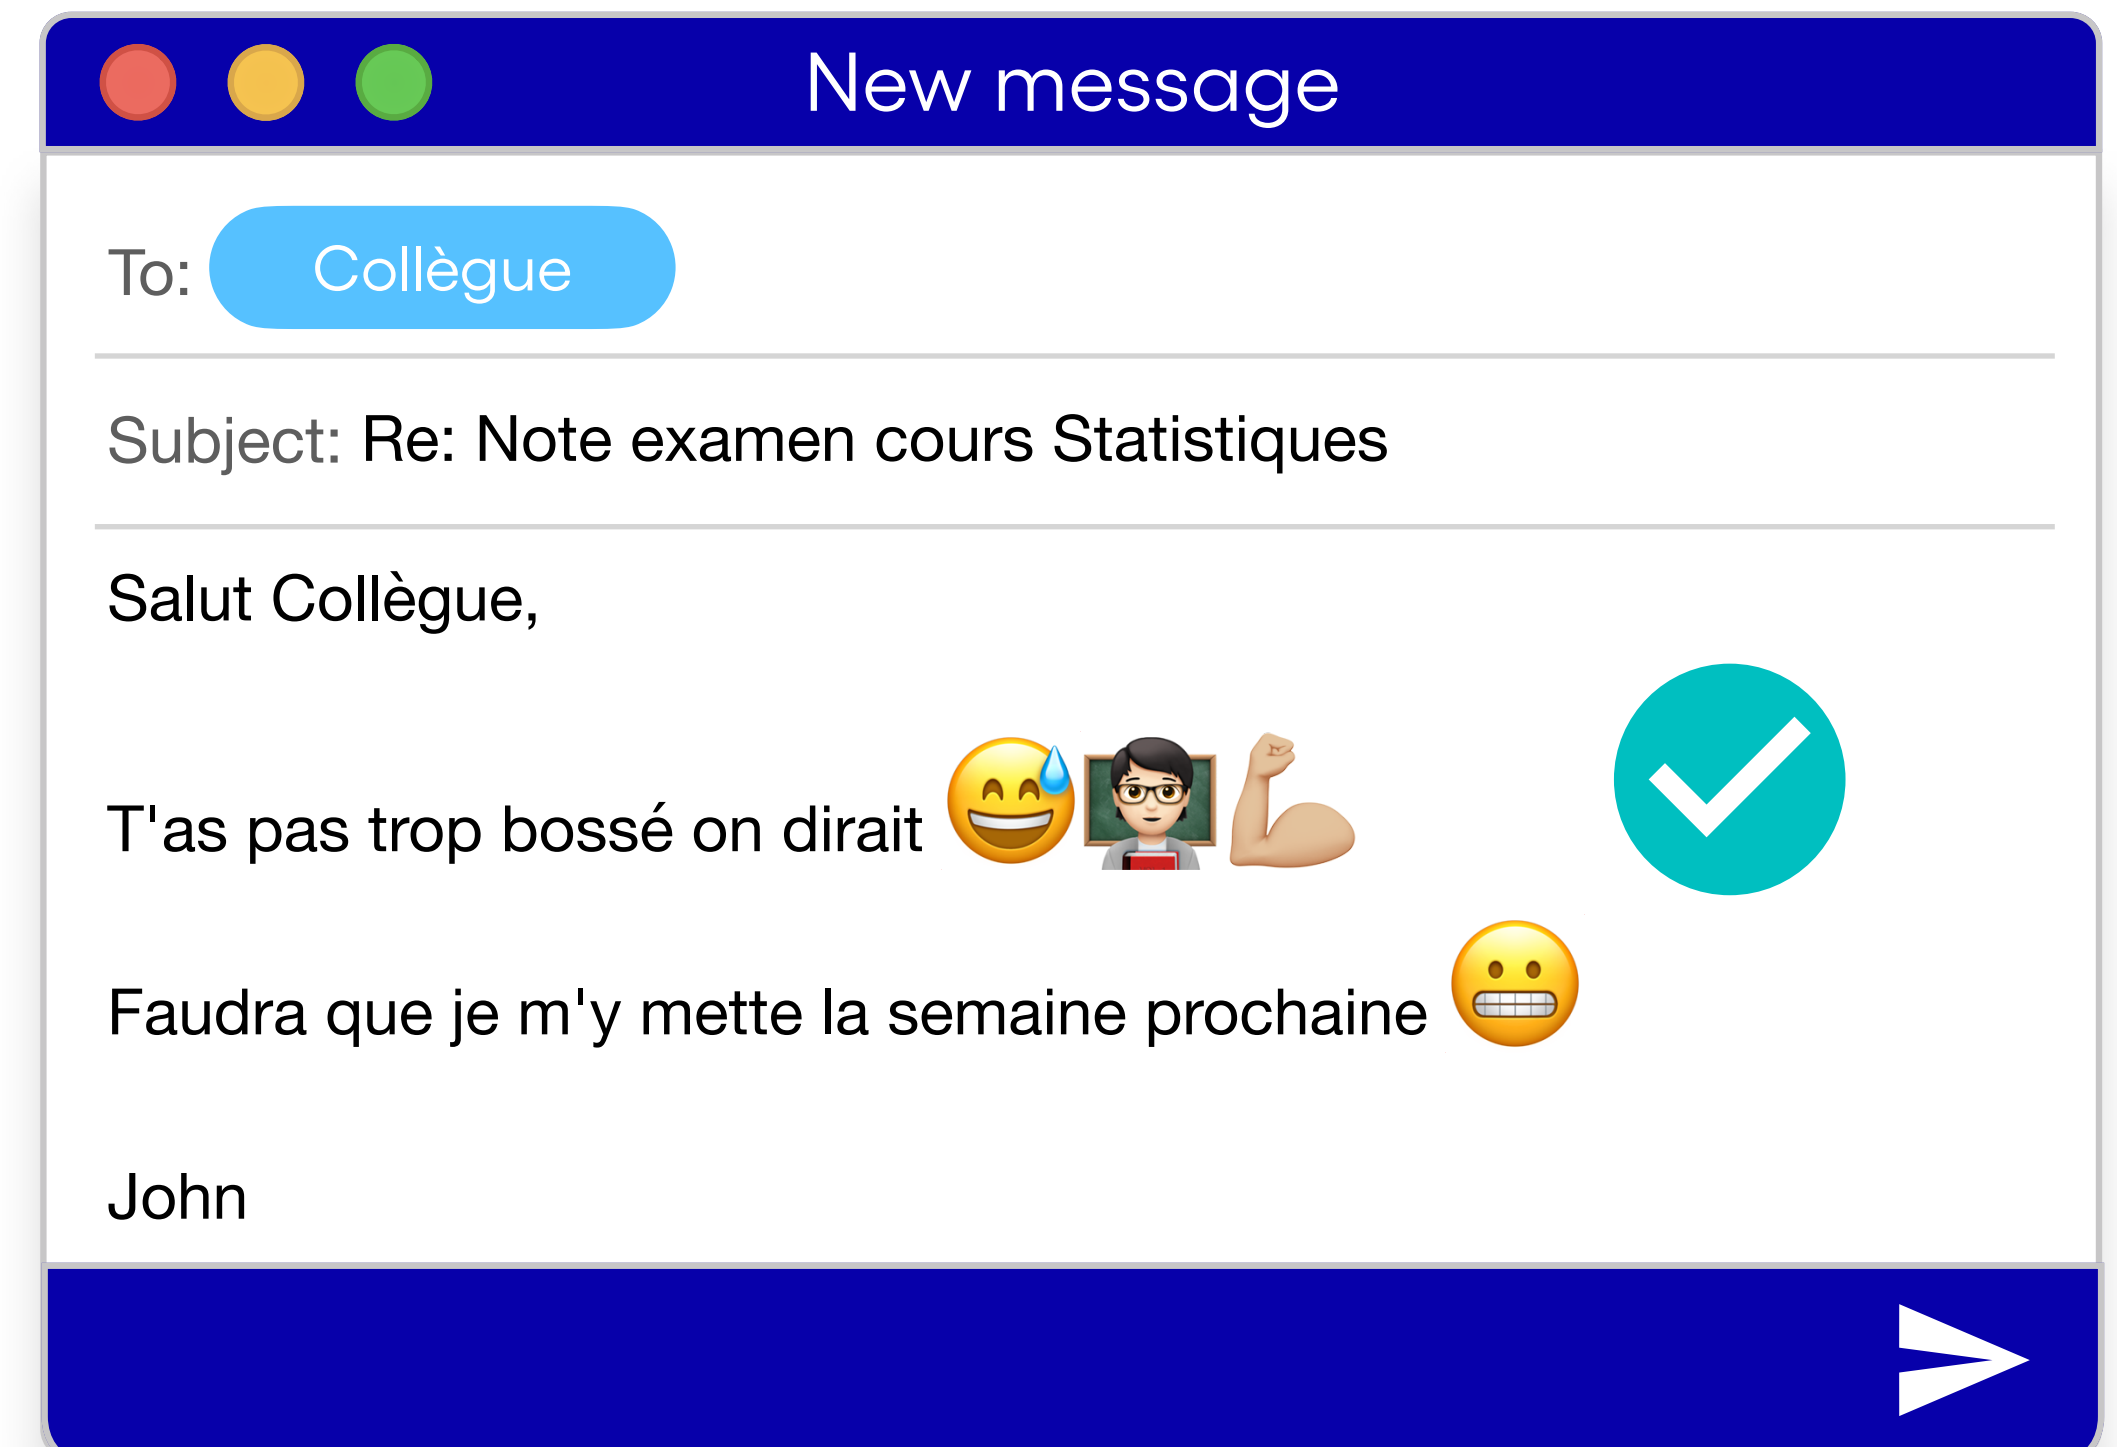 New message
To: Collègue
Subject: Re: Note examen cours Statistiques
Salut Collègue,
T'as pas trop bossé on dirait 😅🧑🏻‍🏫💪🏼
Faudra que je m'y mette la semaine prochaine 😬
John